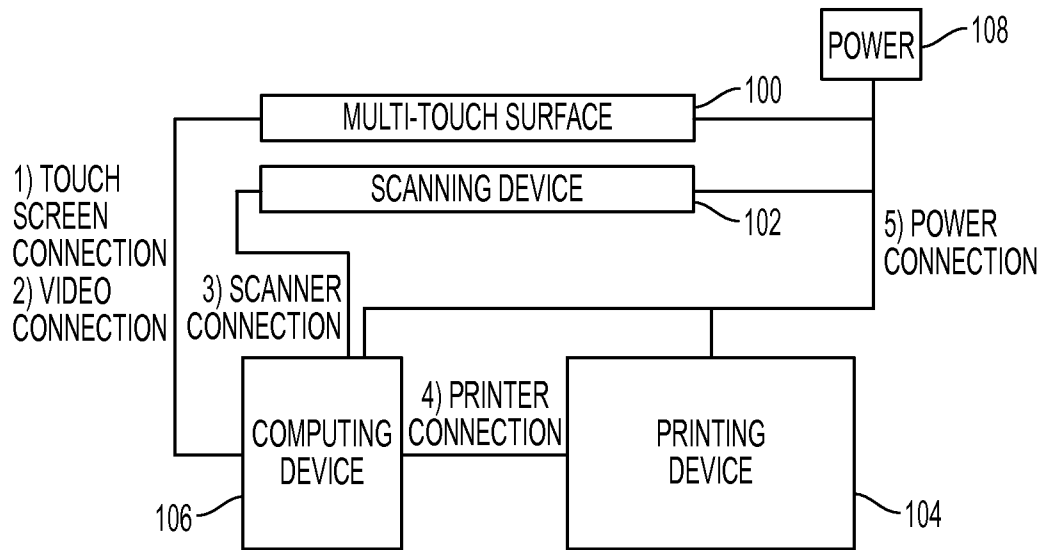 POWER
108
100
MULTI-TOUCH SURFACE
SCANNING DEVICE
102
1) TOUCH
SCREEN
CONNECTION
2) VIDEO
CONNECTION
3) SCANNER
CONNECTION
5) POWER
CONNECTION
4) PRINTER
CONNECTION
COMPUTING
DEVICE
106
PRINTING
DEVICE
104